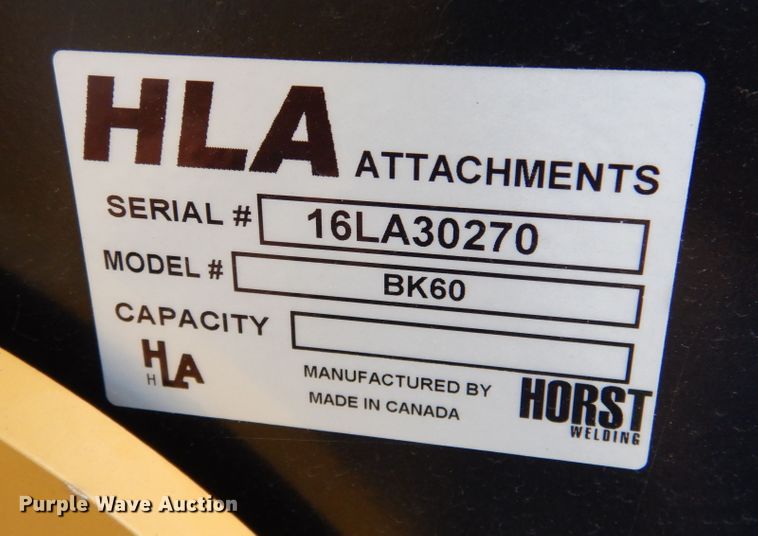 HLA ATTACHMENTS
SERIAL # 16LA30270
MODEL # BK60
CAPACITY
HLA
H
MANUFACTURED BY
MADE IN CANADA
HORST
WELDING
Purple Wave Auction